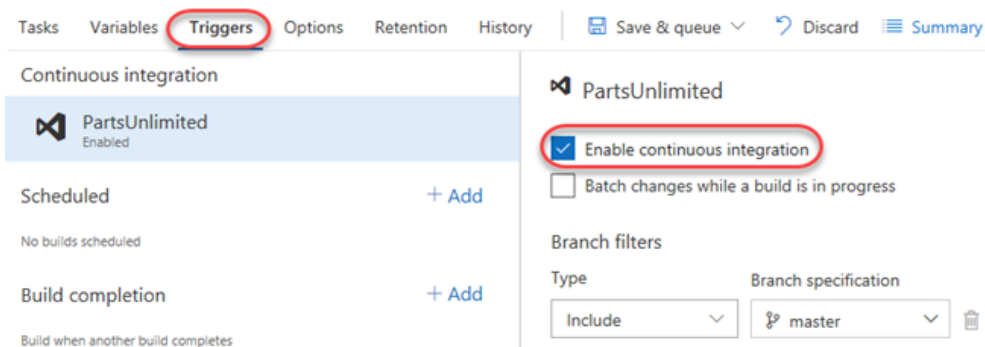 Tasks Variables Triggers Options Retention History Save & queue Discard Summary
Continuous integration
PartsUnlimited
Enabled
Scheduled + Add
No builds scheduled
Build completion + Add
Build when another build completes
PartsUnlimited
Enable continuous integration
Batch changes while a build is in progress
Branch filters
Type Branch specification
Include master